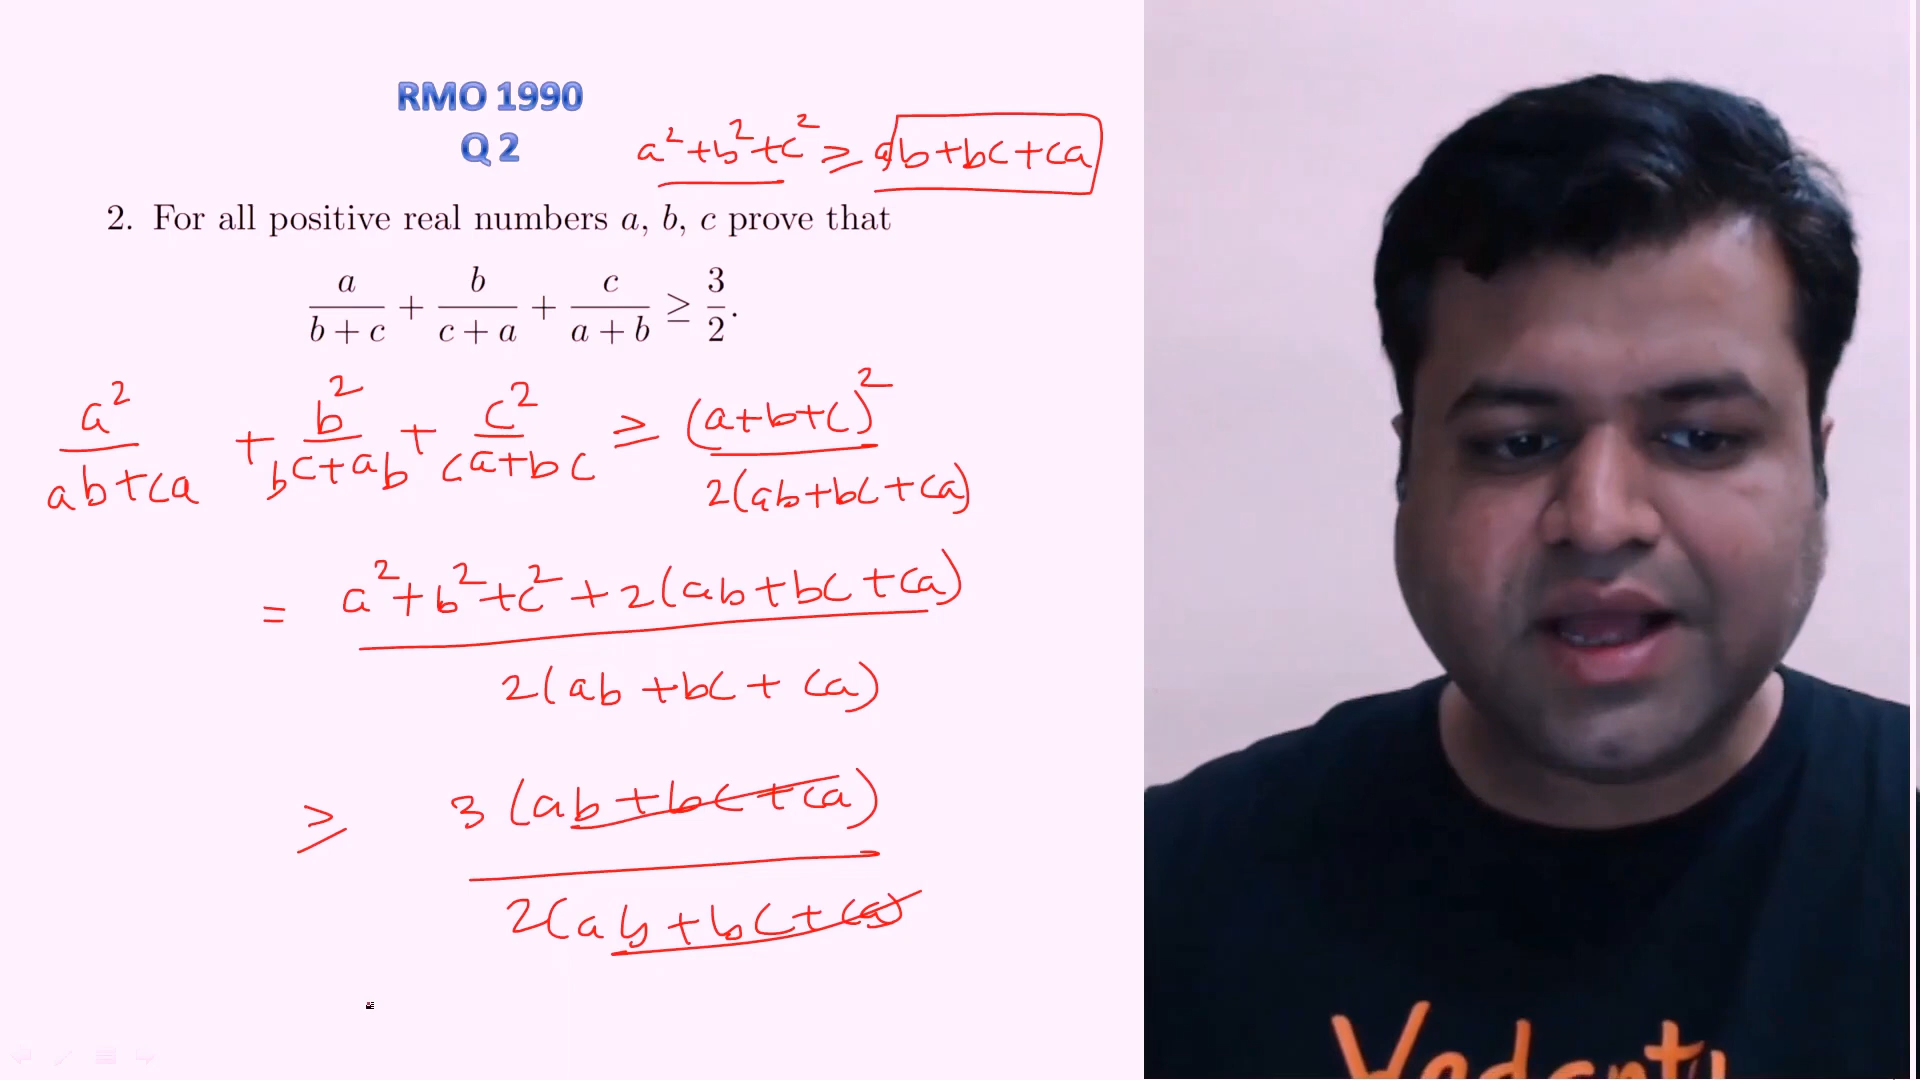 RMO 1990
Q 2
a²+b²+c² ≥ ab+bc+ca
2. For all positive real numbers a, b, c prove that
a/(b + c) + b/(c + a) + c/(a + b) ≥ 3/2.
a²/(ab+ca) + b²/(bc+ab) + c²/(ca+bc) ≥ (a+b+c)²/2(ab+bc+ca)
= (a²+b²+c²+2(ab+bc+ca))/2(ab+bc+ca)
≥ 3(ab+bc+ca)/2(ab+bc+ca)